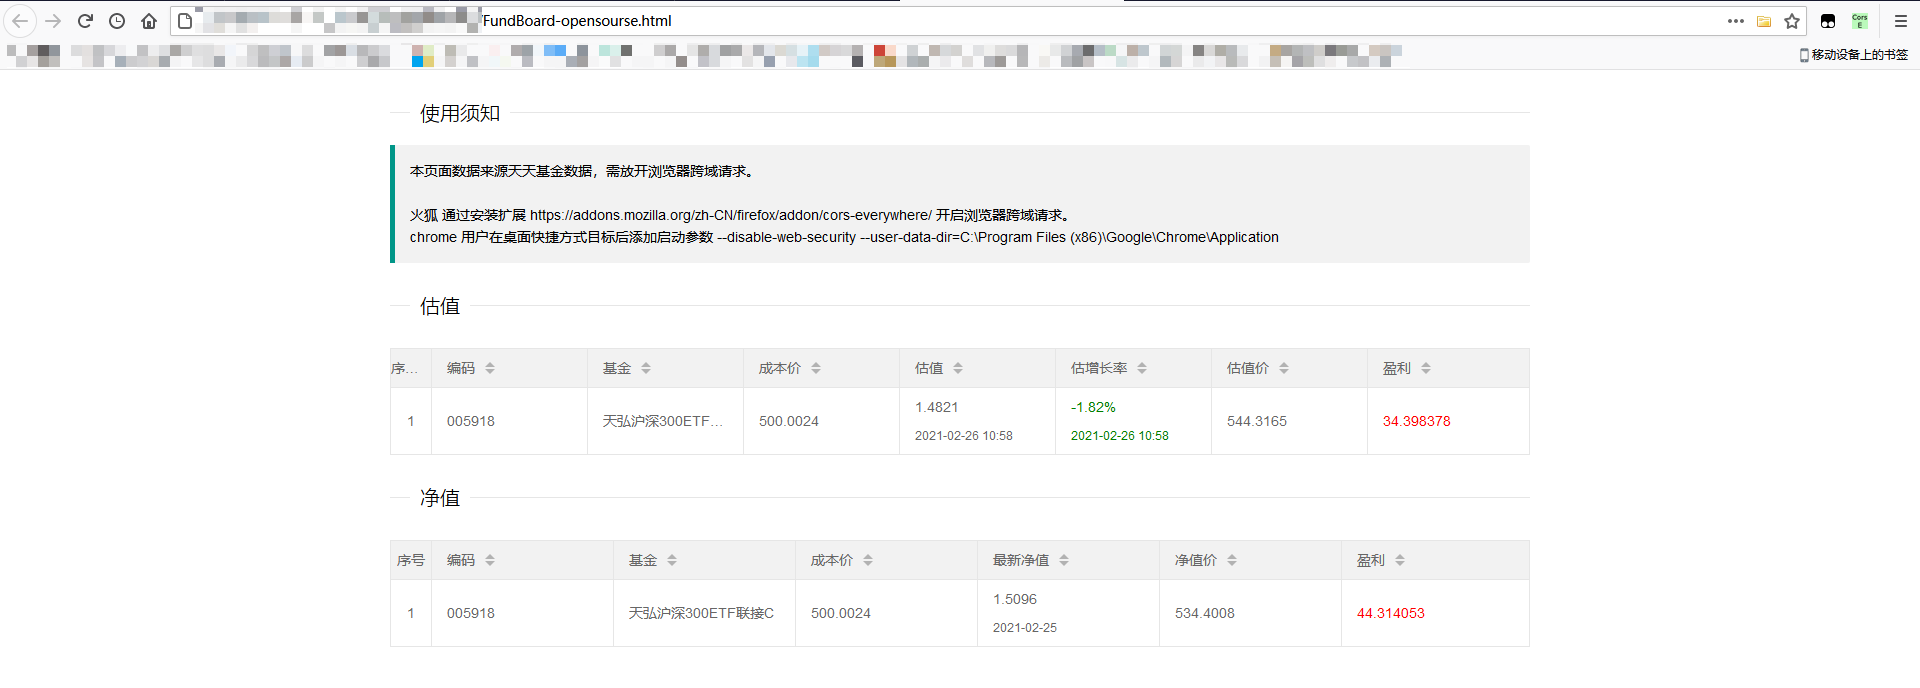 FundBoard-opensourse.html
Cors
E
移动设备上的书签
使用须知
本页面数据来源天天基金数据，需放开浏览器跨域请求。
火狐 通过安装扩展 https://addons.mozilla.org/zh-CN/firefox/addon/cors-everywhere/ 开启浏览器跨域请求。
chrome 用户在桌面快捷方式目标后添加启动参数 --disable-web-security --user-data-dir=C:\Program Files (x86)\Google\Chrome\Application
估值
序... 编码 基金 成本价 估值 估增长率 估值价 盈利
1 005918 天弘沪深300ETF... 500.0024 1.4821 -1.82% 544.3165 34.398378
2021-02-26 10:58 2021-02-26 10:58
净值
序号 编码 基金 成本价 最新净值 净值价 盈利
1 005918 天弘沪深300ETF联接C 500.0024 1.5096 534.4008 44.314053
2021-02-25